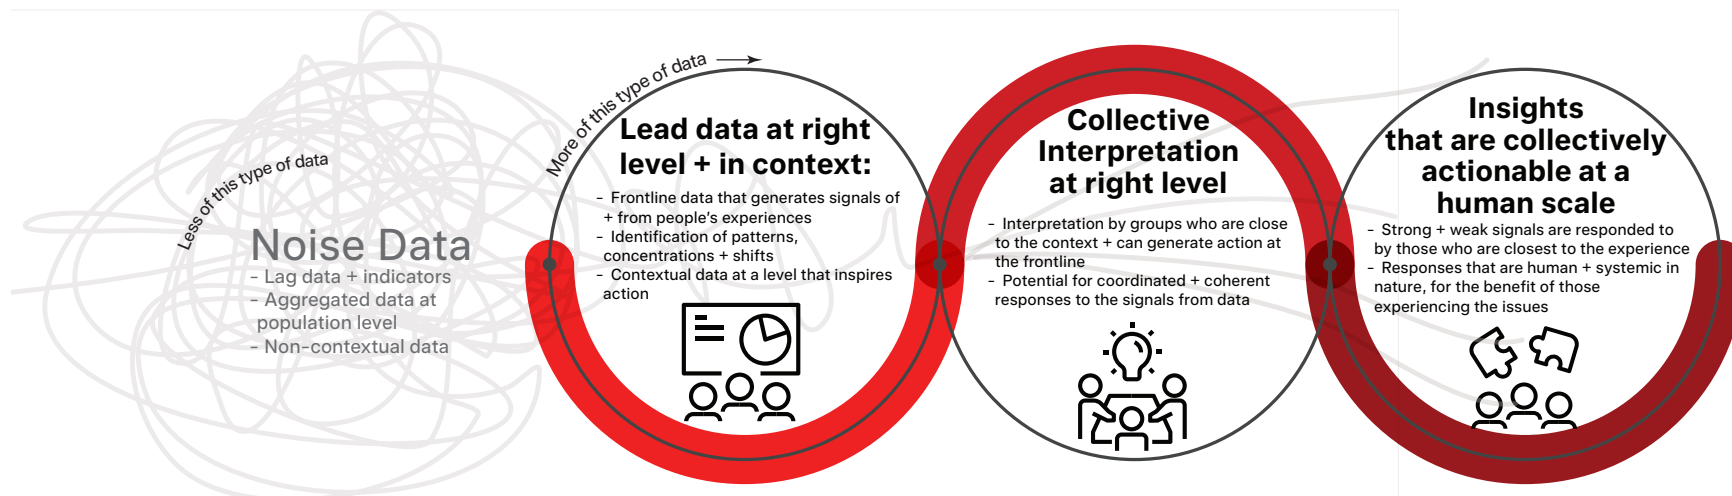 Less of this type of data
Noise Data
- Lag data + indicators
- Aggregated data at
population level
- Non-contextual data
More of this type of data
Lead data at right
level + in context:
- Frontline data that generates signals of
+ from people's experiences
- Identification of patterns,
concentrations + shifts
- Contextual data at a level that inspires
action
Collective
Interpretation
at right level
- Interpretation by groups who are close
to the context + can generate action at
the frontline
- Potential for coordinated + coherent
responses to the signals from data
Insights
that are collectively
actionable at a
human scale
- Strong + weak signals are responded to
by those who are closest to the experience
- Responses that are human + systemic in
nature, for the benefit of those
experiencing the issues